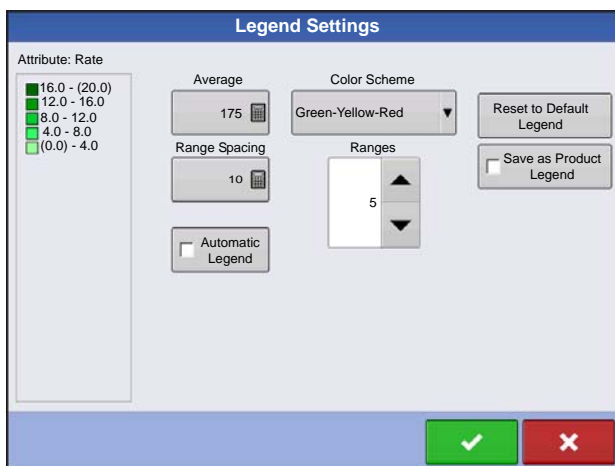 Legend Settings
Attribute: Rate
16.0 - (20.0)
12.0 - 16.0
8.0 - 12.0
4.0 - 8.0
(0.0) - 4.0
Average
175
Range Spacing
10
Automatic
Legend
Color Scheme
Green-Yellow-Red
Ranges
5
Reset to Default
Legend
Save as Product
Legend